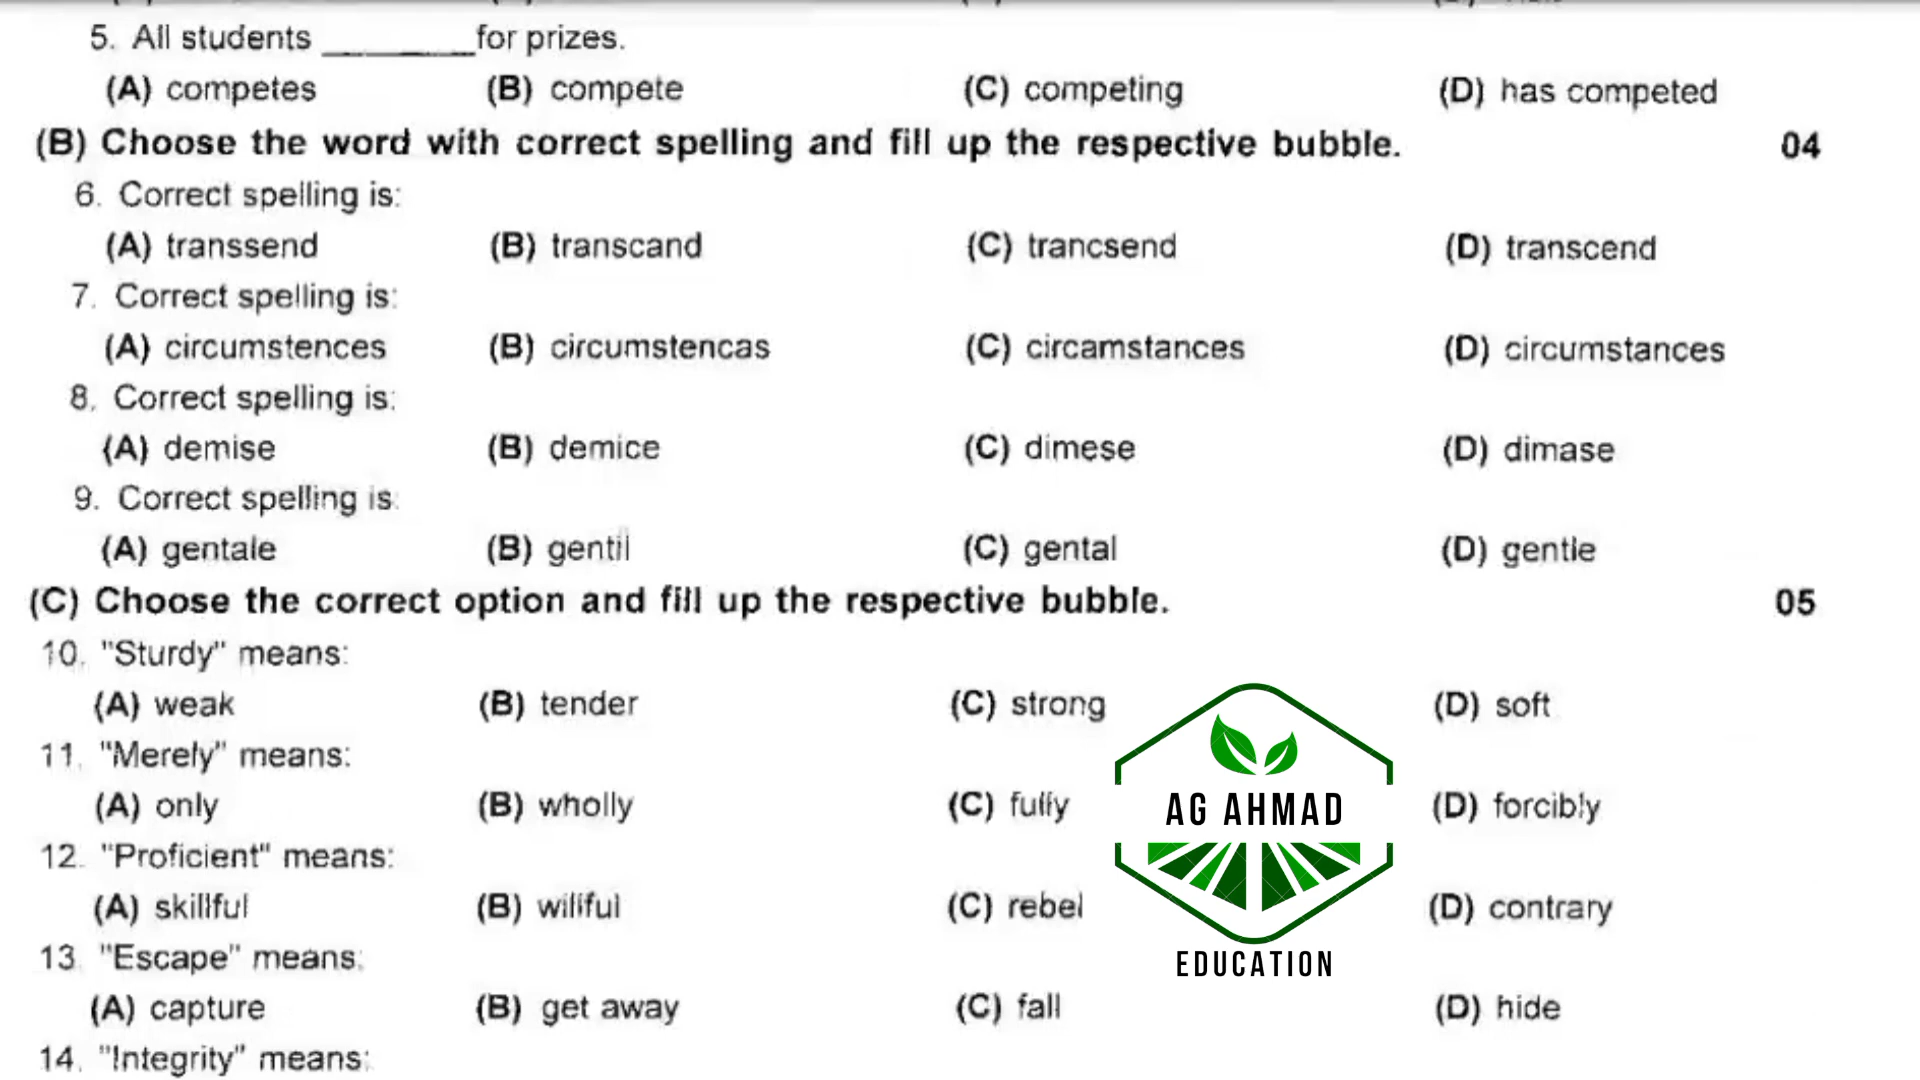 5. All students ________ for prizes.
(A) competes (B) compete (C) competing (D) has competed
(B) Choose the word with correct spelling and fill up the respective bubble. 04
6. Correct spelling is:
(A) transsend (B) transcand (C) trancsend (D) transcend
7. Correct spelling is:
(A) circumstences (B) circumstencas (C) circamstances (D) circumstances
8. Correct spelling is:
(A) demise (B) demice (C) dimese (D) dimase
9. Correct spelling is:
(A) gentale (B) gentil (C) gental (D) gentle
(C) Choose the correct option and fill up the respective bubble. 05
10. "Sturdy" means:
(A) weak (B) tender (C) strong (D) soft
11. "Merely" means:
(A) only (B) wholly (C) fully (D) forcibly
12. "Proficient" means:
(A) skillful (B) willful (C) rebel (D) contrary
13. "Escape" means:
(A) capture (B) get away (C) fall (D) hide
14. "Integrity" means:
AG AHMAD
EDUCATION